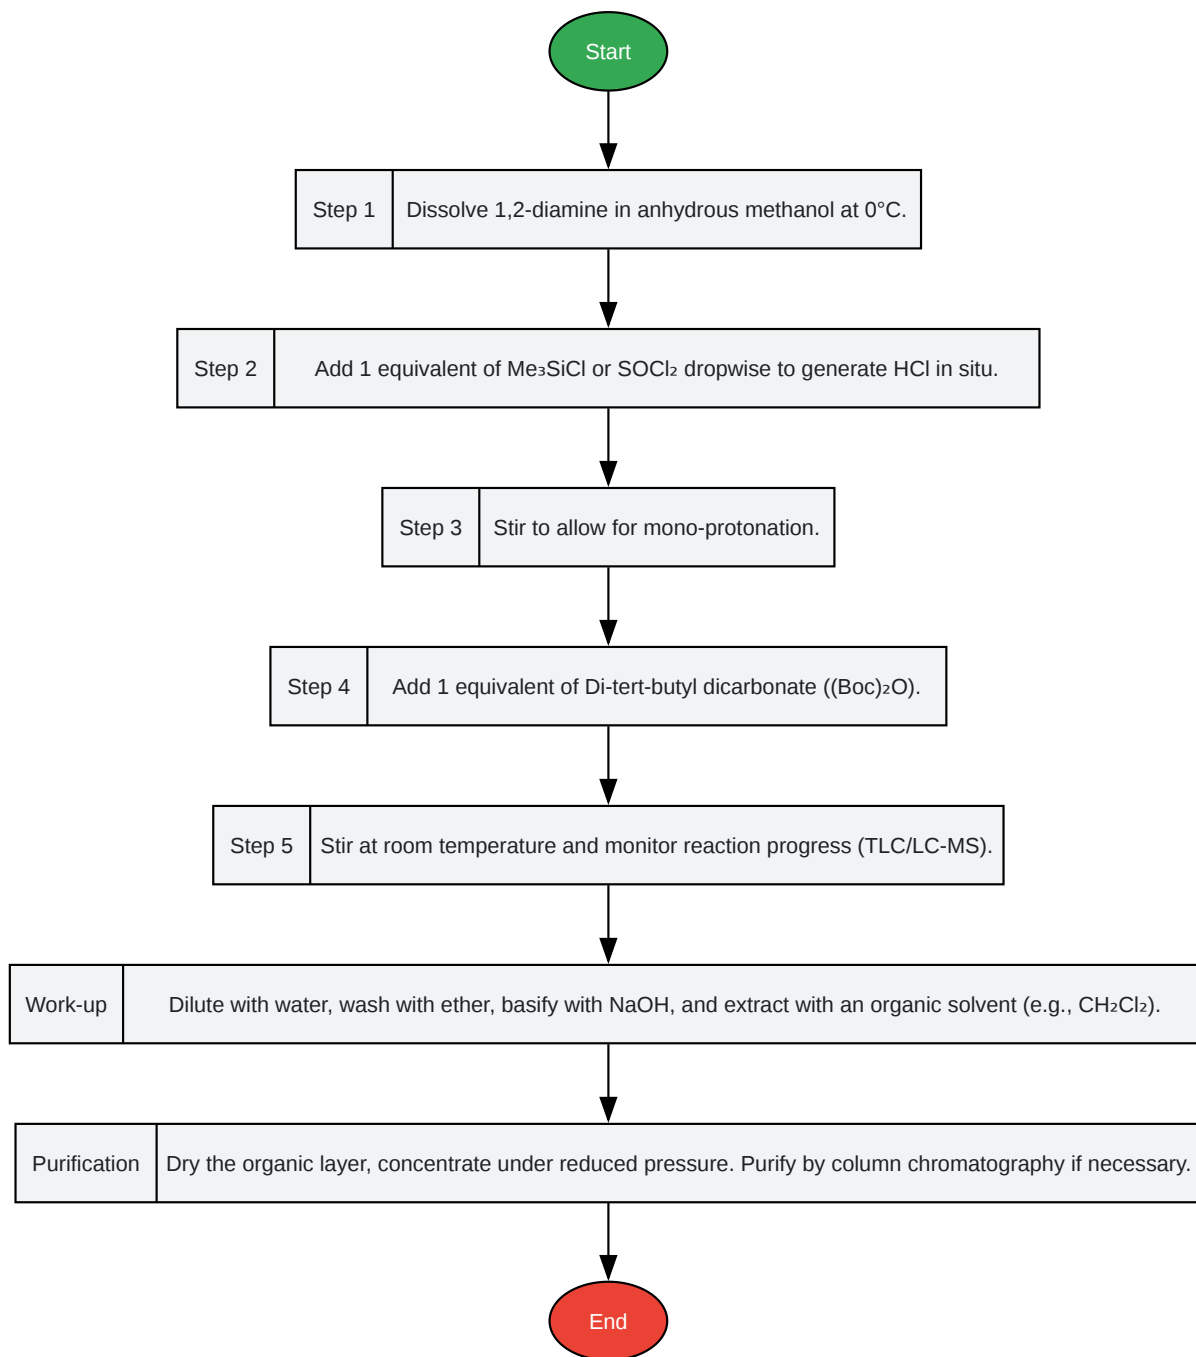 Start
Step 1
Dissolve 1,2-diamine in anhydrous methanol at 0°C.
Step 2
Add 1 equivalent of Me₃SiCl or SOCl₂ dropwise to generate HCl in situ.
Step 3
Stir to allow for mono-protonation.
Step 4
Add 1 equivalent of Di-tert-butyl dicarbonate ((Boc)₂O).
Step 5
Stir at room temperature and monitor reaction progress (TLC/LC-MS).
Work-up
Dilute with water, wash with ether, basify with NaOH, and extract with an organic solvent (e.g., CH₂Cl₂).
Purification
Dry the organic layer, concentrate under reduced pressure. Purify by column chromatography if necessary.
End